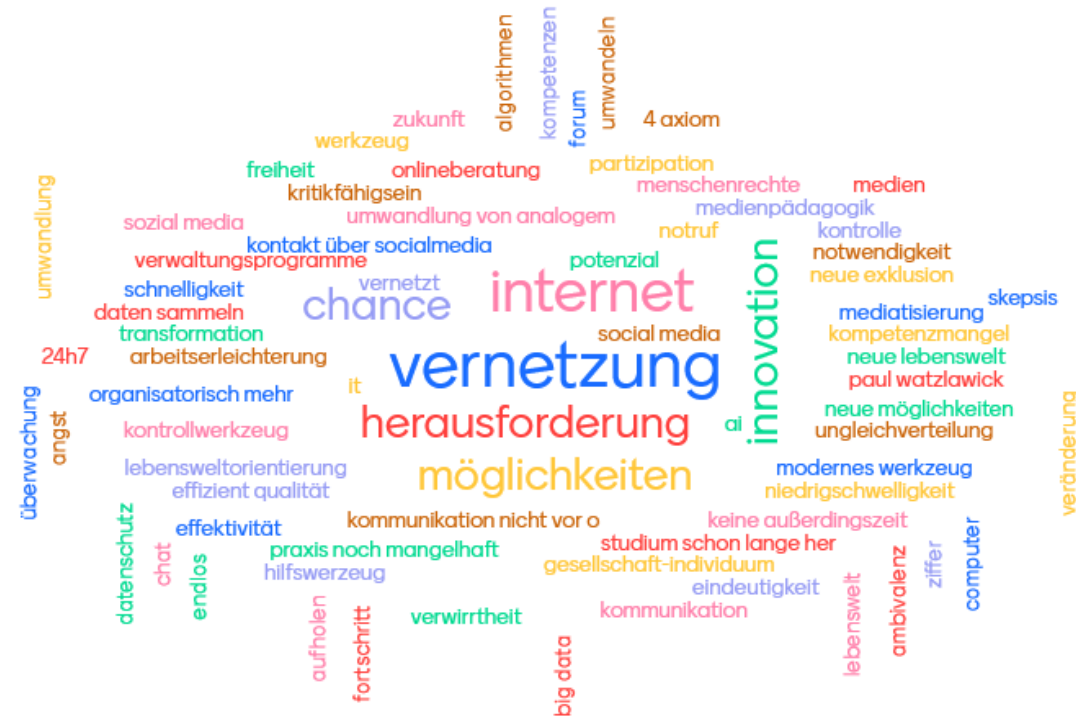 algorithmen
kompetenzen
umwandeln
forum
zukunft
4 axiom
werkzeug
freiheit
onlineberatung
partizipation
kritikfähigsein
menschenrechte
medien
umwandlung
sozial media
umwandlung von analogem
medienpädagogik
notruf
kontrolle
kontakt über socialmedia
verwaltungsprogramme
potenzial
notwendigkeit
neue exklusion
schnelligkeit
vernetzt
chance
internet
innovation
skepsis
daten sammeln
mediatisierung
transformation
social media
kompetenzmangel
24h7
arbeitserleichterung
vernetzung
neue lebenswelt
paul watzlawick
organisatorisch mehr
it
überwachung
angst
kontrollwerkzeug
herausforderung
ai
neue möglichkeiten
ungleichverteilung
veränderung
lebensweltorientierung
möglichkeiten
modernes werkzeug
effizient qualität
niedrigschwelligkeit
datenschutz
effektivität
kommunikation nicht vor o
keine außerdingszeit
chat
endlos
praxis noch mangelhaft
studium schon lange her
hilfswerzeug
gesellschaft-individuum
eindeutigkeit
ziffer
computer
ambivalenz
lebenswelt
aufholen
fortschritt
verwirrtheit
kommunikation
big data